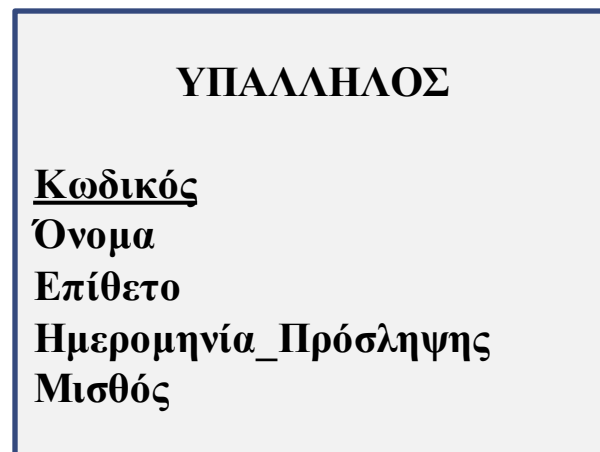 ΥΠΑΛΛΗΛΟΣ
Κωδικός
Όνομα
Επίθετο
Ημερομηνία_Πρόσληψης
Μισθός